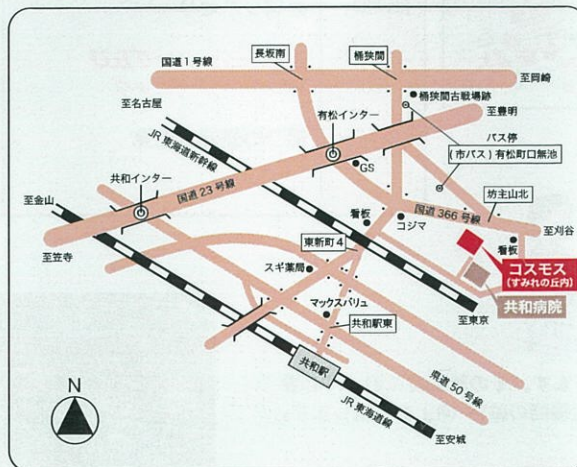 長坂南
桶狭間
国道1号線
至岡崎
至名古屋
桶狭間古戦場跡
至豊明
有松インター
バス停
(市バス)有松町口無池
JR東海道新幹線
GS
共和インター
坊主山北
至金山
国道23号線
国道366号線
看板
コジマ
至刈谷
東新町4
看板
至笠寺
スギ薬局
コスモス
(すみれの丘内)
マックスバリュ
共和病院
至東京
共和駅東
共和駅
県道50号線
N
JR東海道線
至安城